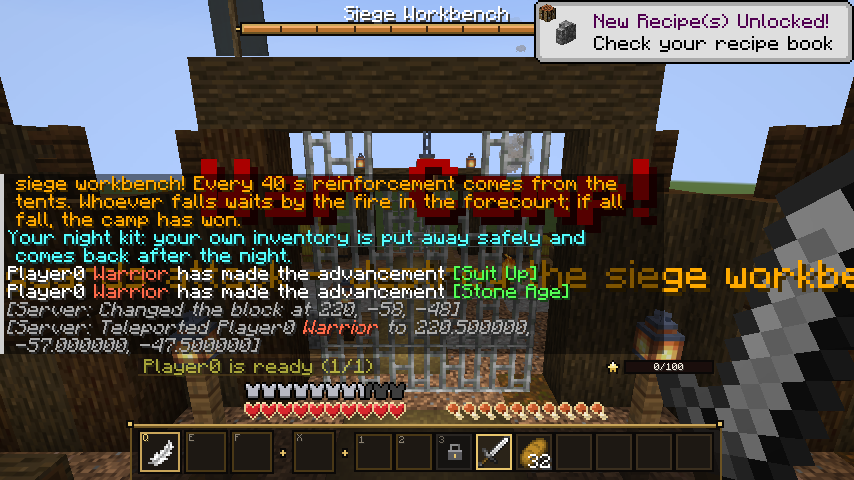 Siege Workbench
New Recipe(s) Unlocked!
Check your recipe book
siege workbench! Every 40 s reinforcement comes from the
tents. Whoever falls waits by the fire in the forecourt; if all
fall, the camp has won.
Your night kit: your own inventory is put away safely and
comes back after the night.
Player0 Warrior has made the advancement [Suit Up]
Player0 Warrior has made the advancement [Stone Age]
the siege workbe
[Server: Changed the block at 220, -58, -48]
[Server: Teleported Player0 Warrior to 220.500000,
-57.000000, -47.500000]
Player0 is ready (1/1)
0/100
Q E F X 1 2 3
32